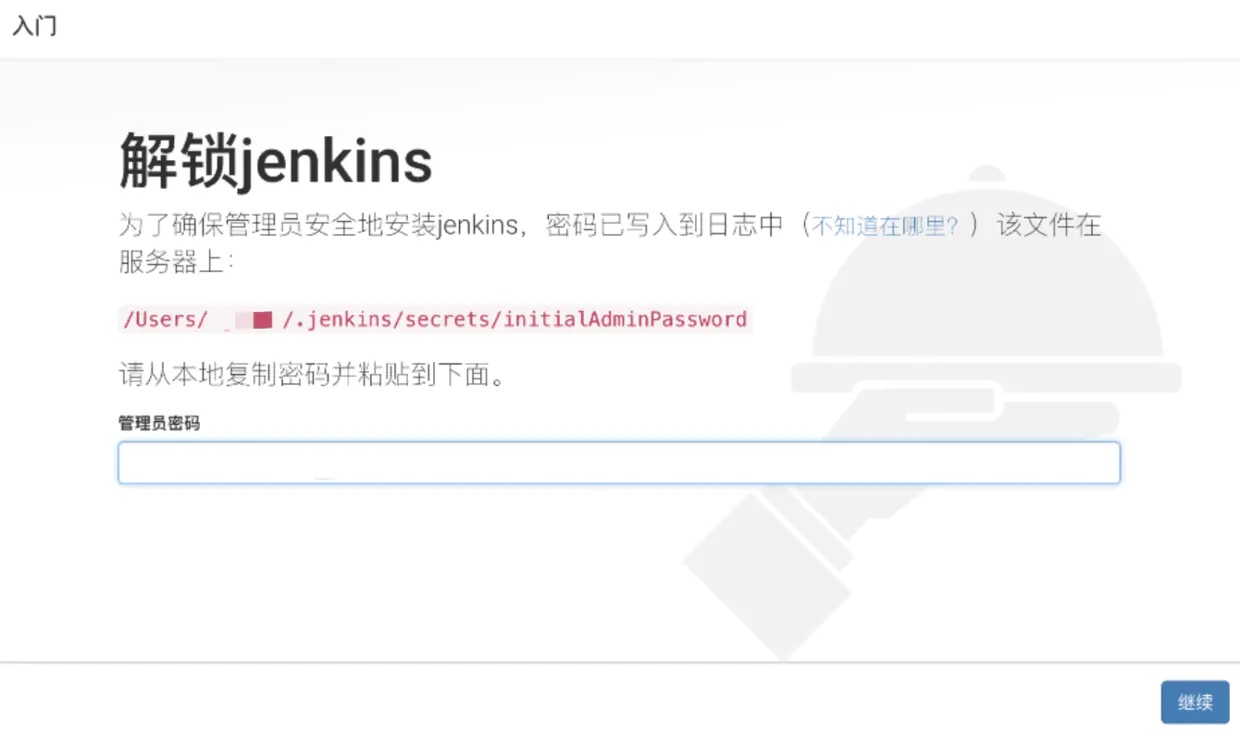 入门
解锁jenkins
为了确保管理员安全地安装jenkins，密码已写入到日志中（不知道在哪里？）该文件在
服务器上：
/Users/ /.jenkins/secrets/initialAdminPassword
请从本地复制密码并粘贴到下面。
管理员密码
继续